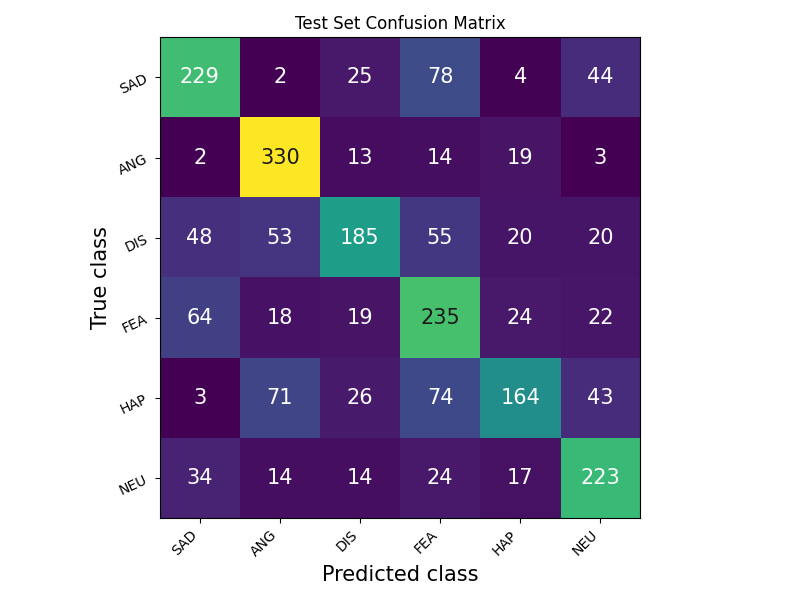 Test Set Confusion Matrix
True class
SAD 229 2 25 78 4 44
ANG 2 330 13 14 19 3
DIS 48 53 185 55 20 20
FEA 64 18 19 235 24 22
HAP 3 71 26 74 164 43
NEU 34 14 14 24 17 223
SAD ANG DIS FEA HAP NEU
Predicted class